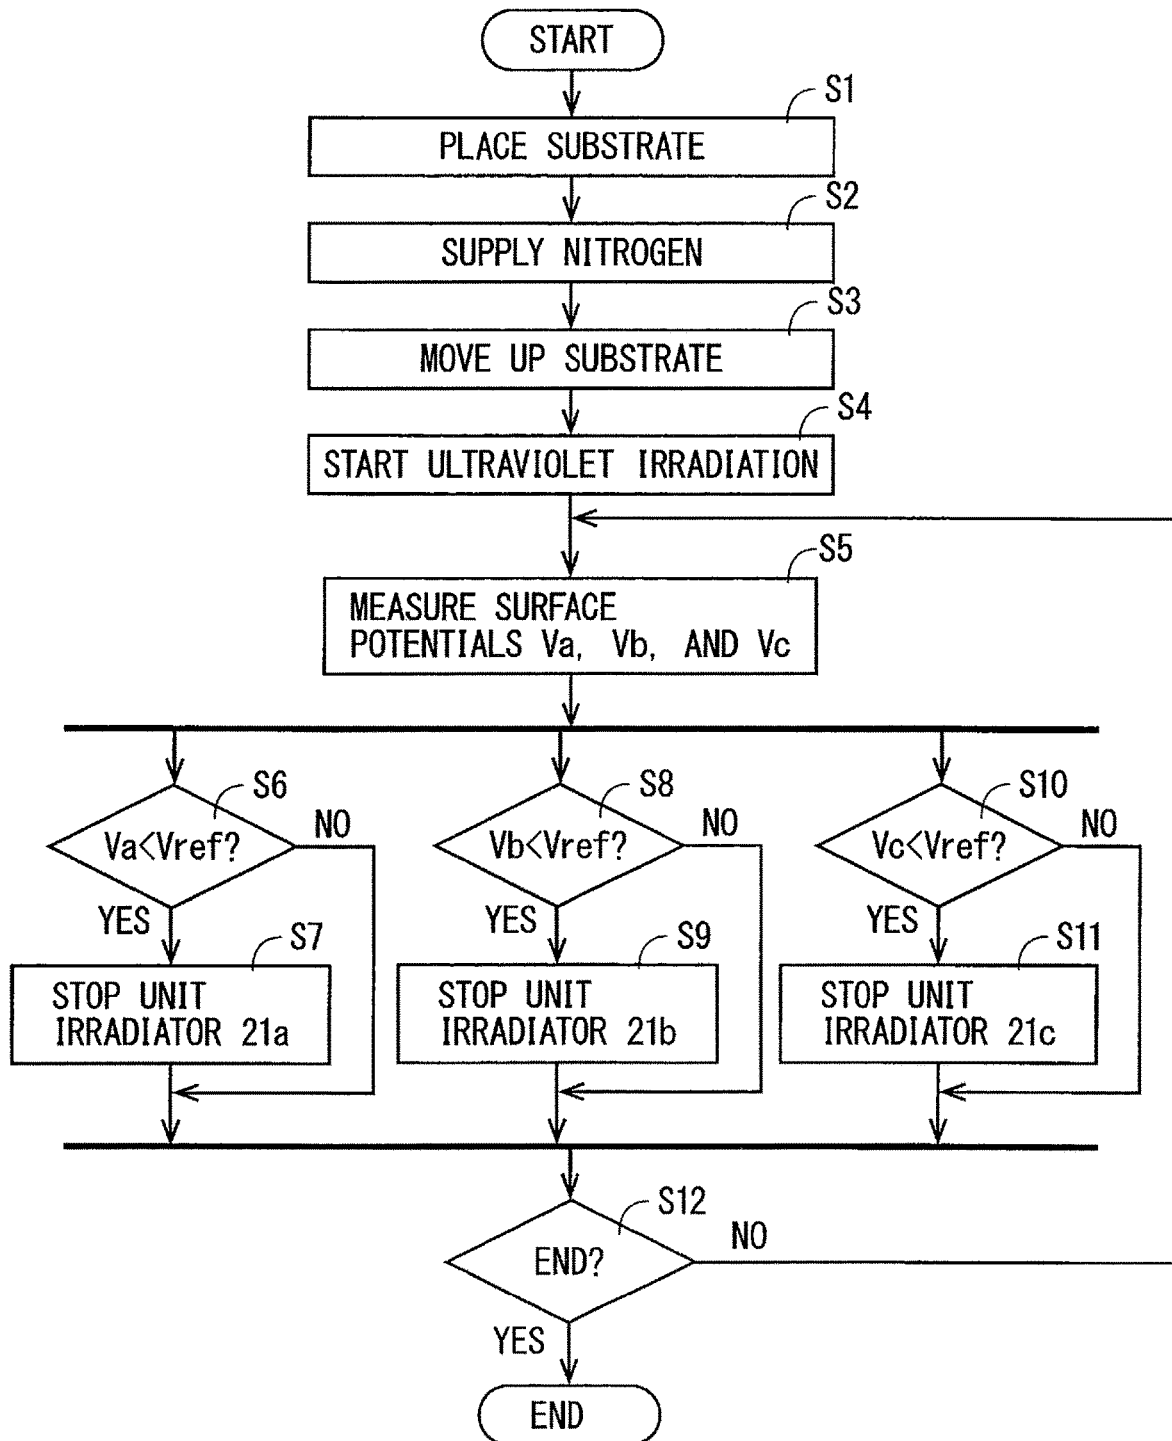 START
S1
PLACE SUBSTRATE
S2
SUPPLY NITROGEN
S3
MOVE UP SUBSTRATE
S4
START ULTRAVIOLET IRRADIATION
S5
MEASURE SURFACE
POTENTIALS Va, Vb, AND Vc
S6
Va<Vref?
NO
YES
S7
STOP UNIT
IRRADIATOR 21a
S8
Vb<Vref?
NO
YES
S9
STOP UNIT
IRRADIATOR 21b
S10
Vc<Vref?
NO
YES
S11
STOP UNIT
IRRADIATOR 21c
S12
END?
NO
YES
END